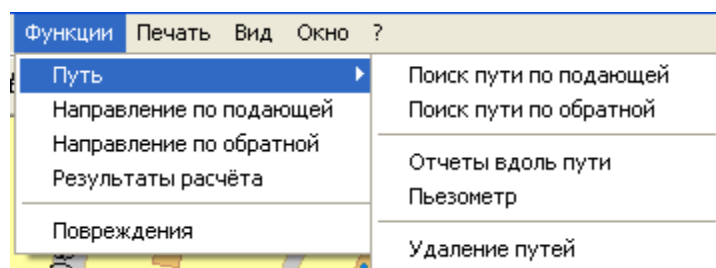 Функции Печать Вид Окно ?
Путь
Направление по подающей
Направление по обратной
Результаты расчёта
Повреждения
Поиск пути по подающей
Поиск пути по обратной
Отчеты вдоль пути
Пьезометр
Удаление путей